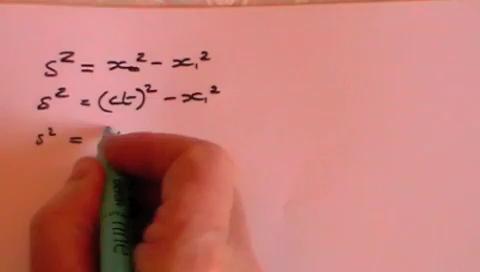 s² = x₀² - x₁²
s² = (ct)² - x₁²
s² =